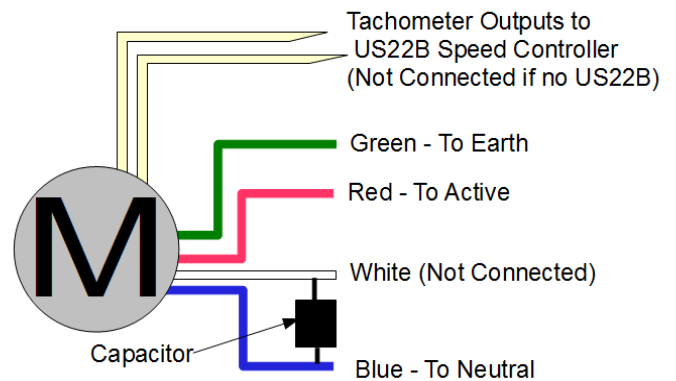 Tachometer Outputs to
US22B Speed Controller
(Not Connected if no US22B)
Green - To Earth
Red - To Active
M
White (Not Connected)
Capacitor
Blue - To Neutral